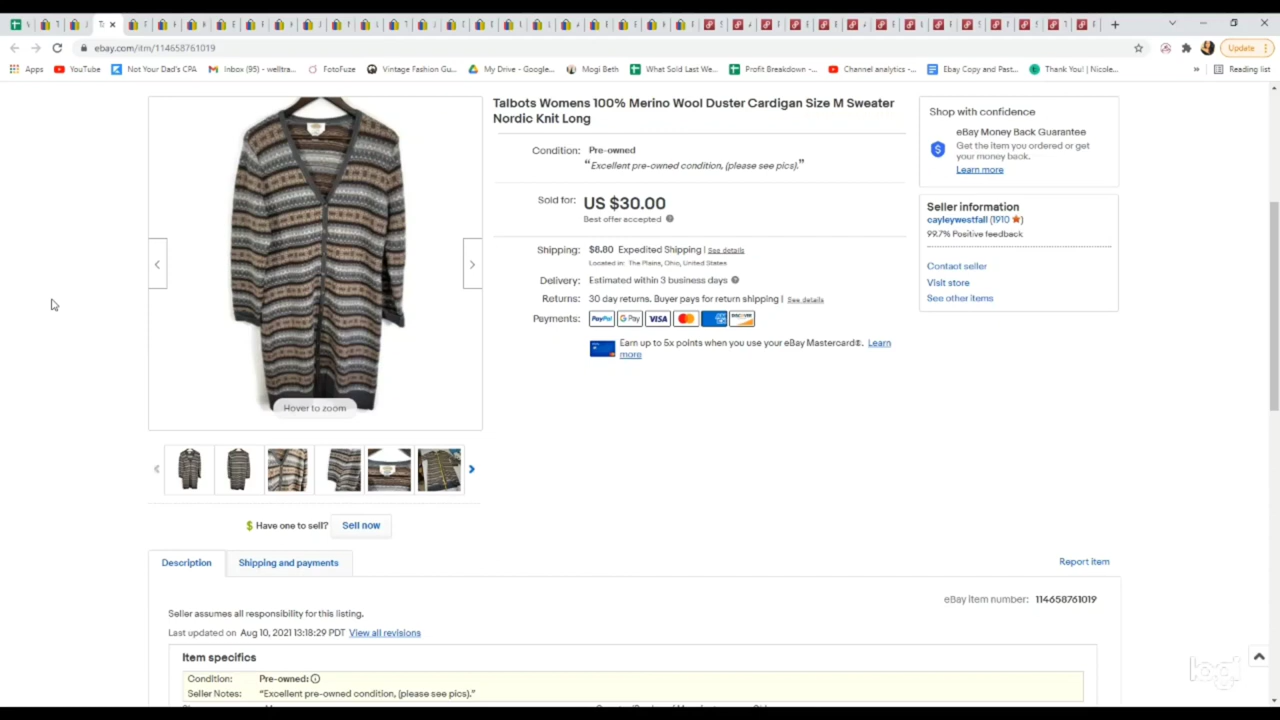 ebay.com/itm/114658761019
Update
Apps
YouTube
Not Your Dad's CPA
Inbox (95) - welltra...
FotoFuze
Vintage Fashion Gu...
My Drive - Google...
Mogi Beth
What Sold Last We...
Profit Breakdown -...
Channel analytics -...
Ebay Copy and Past...
Thank You! | Nicole...
»
Reading list
Talbots Womens 100% Merino Wool Duster Cardigan Size M Sweater
Nordic Knit Long
Condition: Pre-owned
“Excellent pre-owned condition, (please see pics).”
Sold for: US $30.00
Best offer accepted
Shipping: $8.80 Expedited Shipping | See details
Located in: The Plains, Ohio, United States
Delivery: Estimated within 3 business days
Returns: 30 day returns. Buyer pays for return shipping | See details
Payments: PayPal G Pay VISA DISCOVER
Earn up to 5x points when you use your eBay Mastercard®. Learn
more
Shop with confidence
eBay Money Back Guarantee
Get the item you ordered or get
your money back.
Learn more
Seller information
cayleywestfall (1910 ★)
99.7% Positive feedback
Contact seller
Visit store
See other items
Hover to zoom
$ Have one to sell? Sell now
Description
Shipping and payments
Report item
eBay item number: 114658761019
Seller assumes all responsibility for this listing.
Last updated on Aug 10, 2021 13:18:29 PDT View all revisions
Item specifics
Condition: Pre-owned:
Seller Notes: “Excellent pre-owned condition, (please see pics).”
logi